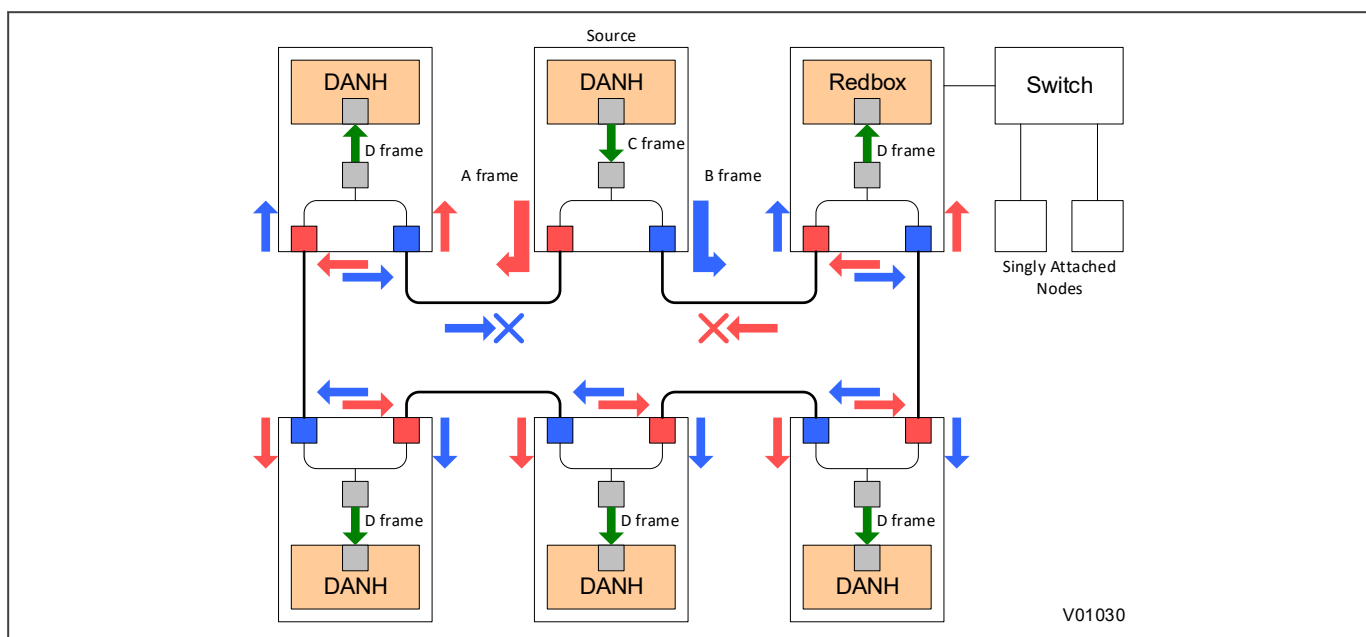 Source
DANH
DANH
Redbox
Switch
D frame
C frame
D frame
A frame
B frame
Singly Attached
Nodes
D frame
D frame
D frame
DANH
DANH
DANH
V01030